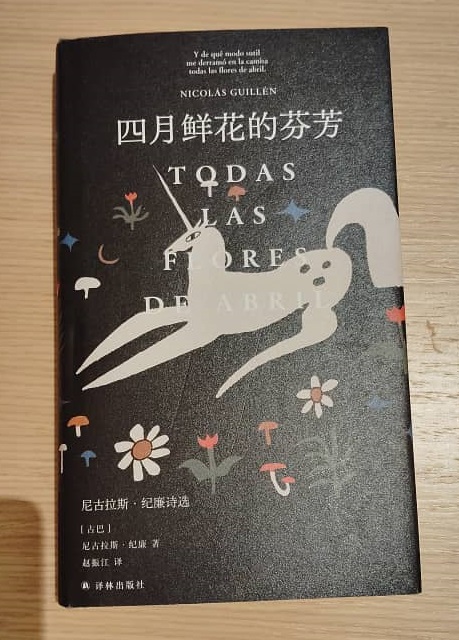 Y de qué modo sutil
me derramó en la camisa
todas las flores de abril.
NICOLÁS GUILLÉN
四月鲜花的芬芳
TODAS
LAS
FLORES
DE ABRIL
尼古拉斯·纪廉诗选
［古巴］
尼古拉斯·纪廉 著
赵振江 译
译林出版社